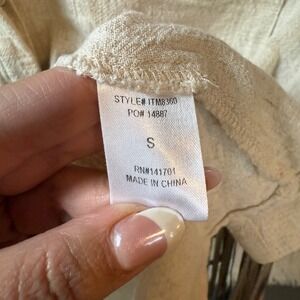 STYLE# ITM8360
PO# 14887
S
RN#141701
MADE IN CHINA